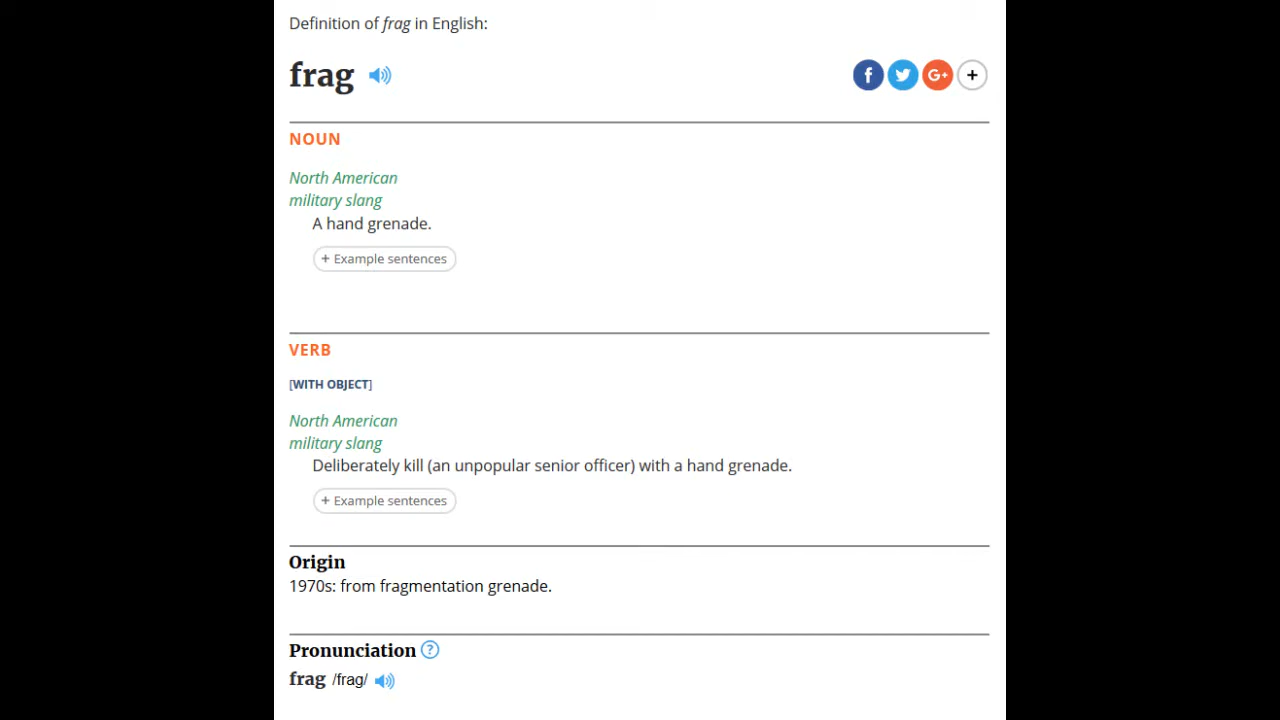 Definition of frag in English:
frag
f G+ +
NOUN
North American
military slang
A hand grenade.
+ Example sentences
VERB
[WITH OBJECT]
North American
military slang
Deliberately kill (an unpopular senior officer) with a hand grenade.
+ Example sentences
Origin
1970s: from fragmentation grenade.
Pronunciation ?
frag /frag/